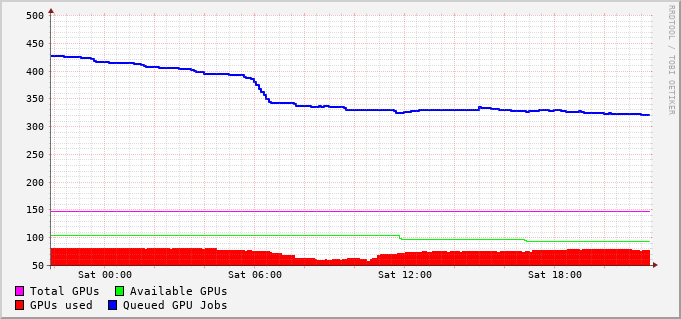 500
450
400
350
300
250
200
150
100
50
Sat 00:00 Sat 06:00 Sat 12:00 Sat 18:00
Total GPUs Available GPUs
GPUs used Queued GPU Jobs
RRDTOOL / TOBI OETIKER